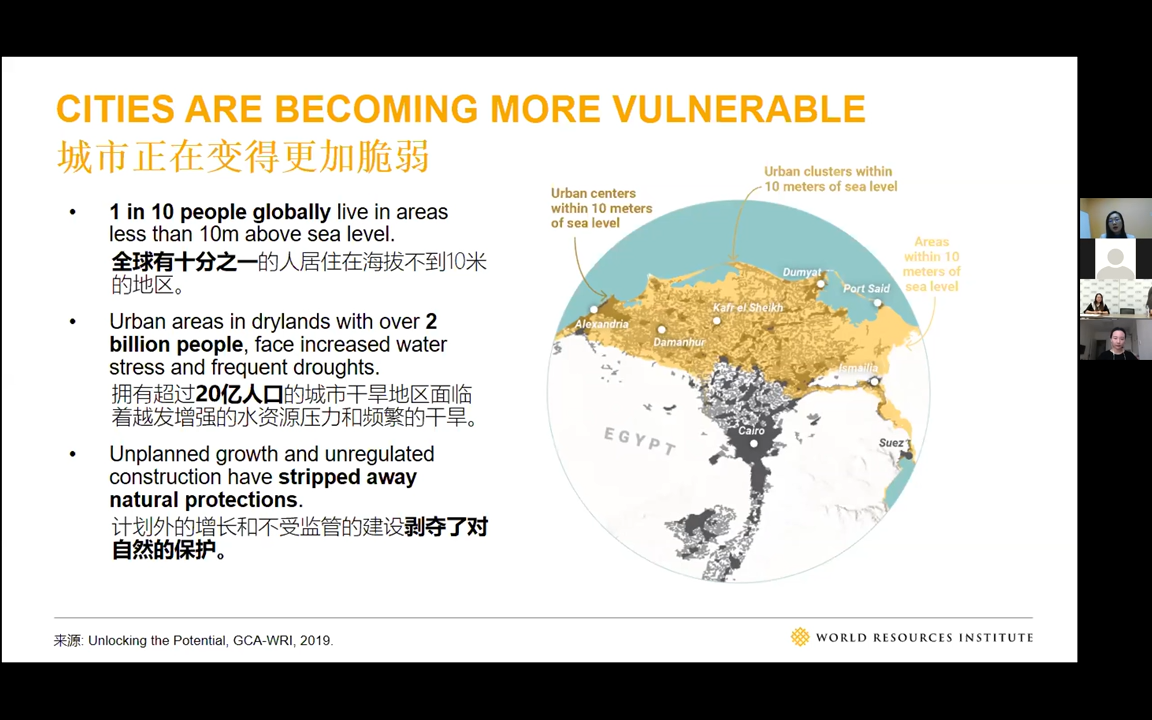 CITIES ARE BECOMING MORE VULNERABLE
城市正在变得更加脆弱
• 1 in 10 people globally live in areas
less than 10m above sea level.
全球有十分之一的人居住在海拔不到10米
的地区。
• Urban areas in drylands with over 2
billion people, face increased water
stress and frequent droughts.
拥有超过20亿人口的城市干旱地区面临
着越发增强的水资源压力和频繁的干旱。
• Unplanned growth and unregulated
construction have stripped away
natural protections.
计划外的增长和不受监管的建设剥夺了对
自然的保护。
Urban centers
within 10 meters
of sea level
Urban clusters within
10 meters of sea level
Areas
within 10
meters of
sea level
Dumyat
Port Said
Kafr el Sheikh
Alexandria
Damanhur
Ismailia
Cairo
EGYPT
Suez
来源: Unlocking the Potential, GCA-WRI, 2019.
WORLD RESOURCES INSTITUTE